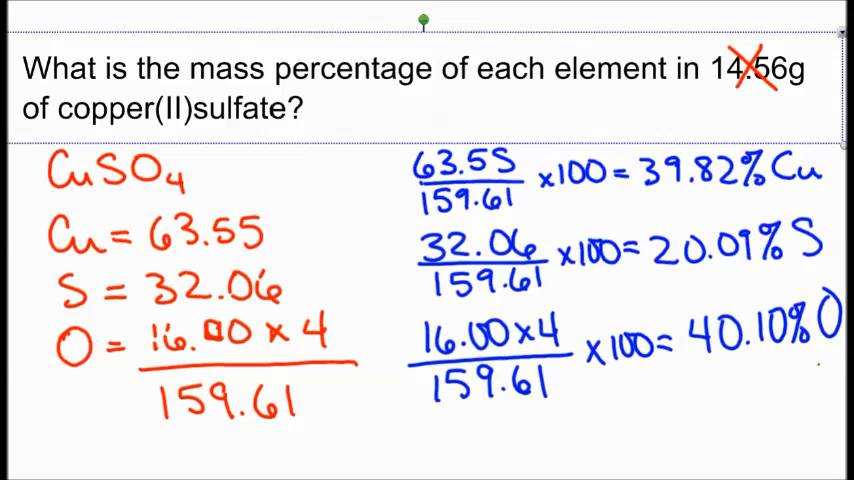 What is the mass percentage of each element in 14.56g
of copper(II)sulfate?
CuSO4
Cu = 63.55
S = 32.06
O = 16.00 x 4
159.61
63.55
159.61
x100 = 39.82% Cu
32.06
159.61
x100 = 20.09% S
16.00 x 4
159.61
x100 = 40.10% O